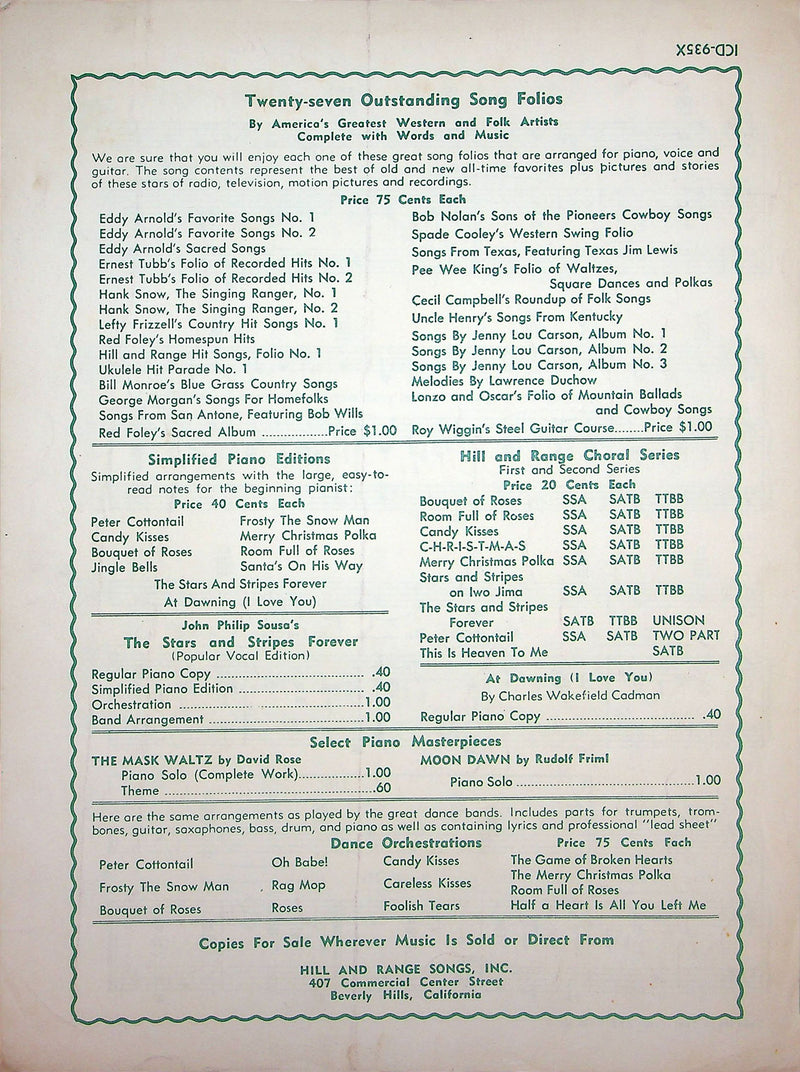 ICD-935X
Twenty-seven Outstanding Song Folios
By America's Greatest Western and Folk Artists
Complete with Words and Music
We are sure that you will enjoy each one of these great song folios that are arranged for piano, voice and
guitar. The song contents represent the best of old and new all-time favorites plus pictures and stories
of these stars of radio, television, motion pictures and recordings.
Price 75 Cents Each
Eddy Arnold's Favorite Songs No. 1
Eddy Arnold's Favorite Songs No. 2
Eddy Arnold's Sacred Songs
Ernest Tubb's Folio of Recorded Hits No. 1
Ernest Tubb's Folio of Recorded Hits No. 2
Hank Snow, The Singing Ranger, No. 1
Hank Snow, The Singing Ranger, No. 2
Lefty Frizzell's Country Hit Songs No. 1
Red Foley's Homespun Hits
Hill and Range Hit Songs, Folio No. 1
Ukulele Hit Parade No. 1
Bill Monroe's Blue Grass Country Songs
George Morgan's Songs For Homefolks
Songs From San Antone, Featuring Bob Wills
Red Foley's Sacred Album ..................Price $1.00
Bob Nolan's Sons of the Pioneers Cowboy Songs
Spade Cooley's Western Swing Folio
Songs From Texas, Featuring Texas Jim Lewis
Pee Wee King's Folio of Waltzes,
Square Dances and Polkas
Cecil Campbell's Roundup of Folk Songs
Uncle Henry's Songs From Kentucky
Songs By Jenny Lou Carson, Album No. 1
Songs By Jenny Lou Carson, Album No. 2
Songs By Jenny Lou Carson, Album No. 3
Melodies By Lawrence Duchow
Lonzo and Oscar's Folio of Mountain Ballads
and Cowboy Songs
Roy Wiggin's Steel Guitar Course........Price $1.00
Simplified Piano Editions
Simplified arrangements with the large, easy-to-
read notes for the beginning pianist:
Price 40 Cents Each
Peter Cottontail Frosty The Snow Man
Candy Kisses Merry Christmas Polka
Bouquet of Roses Room Full of Roses
Jingle Bells Santa's On His Way
The Stars And Stripes Forever
At Dawning (I Love You)
John Philip Sousa's
The Stars and Stripes Forever
(Popular Vocal Edition)
Regular Piano Copy ........................................ .40
Simplified Piano Edition .................................. .40
Orchestration ..................................................1.00
Band Arrangement ..........................................1.00
Hill and Range Choral Series
First and Second Series
Price 20 Cents Each
Bouquet of Roses SSA SATB TTBB
Room Full of Roses SSA SATB TTBB
Candy Kisses SSA SATB TTBB
C-H-R-I-S-T-M-A-S SSA SATB TTBB
Merry Christmas Polka SSA SATB TTBB
Stars and Stripes
on Iwo Jima SSA SATB TTBB
The Stars and Stripes
Forever SATB TTBB UNISON
Peter Cottontail SSA SATB TWO PART
This Is Heaven To Me SATB
At Dawning (I Love You)
By Charles Wakefield Cadman
Regular Piano Copy ........................................ .40
Select Piano Masterpieces
THE MASK WALTZ by David Rose
Piano Solo (Complete Work)..................1.00
Theme .....................................................60
MOON DAWN by Rudolf Friml
Piano Solo ................................................1.00
Here are the same arrangements as played by the great dance bands. Includes parts for trumpets, trom-
bones, guitar, saxaphones, bass, drum, and piano as well as containing lyrics and professional "lead sheet"
Dance Orchestrations Price 75 Cents Each
Peter Cottontail Oh Babe! Candy Kisses The Game of Broken Hearts
The Merry Christmas Polka
Frosty The Snow Man Rag Mop Careless Kisses Room Full of Roses
Bouquet of Roses Roses Foolish Tears Half a Heart Is All You Left Me
Copies For Sale Wherever Music Is Sold or Direct From
HILL AND RANGE SONGS, INC.
407 Commercial Center Street
Beverly Hills, California